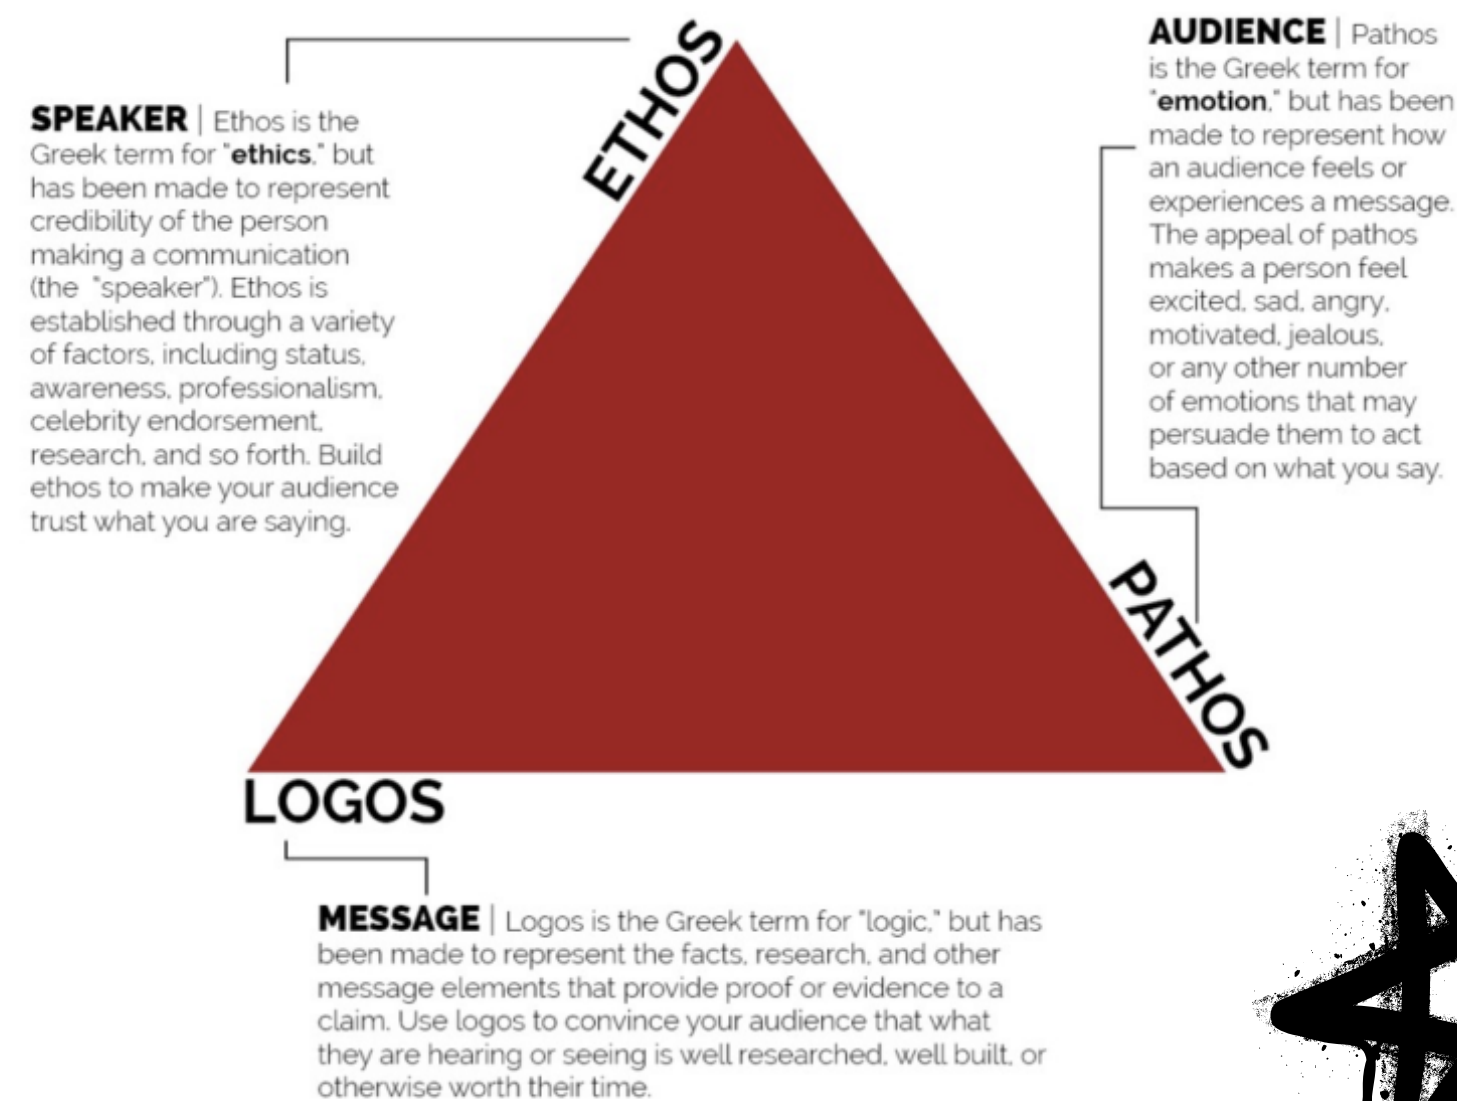 ETHOS
SPEAKER | Ethos is the
Greek term for "ethics," but
has been made to represent
credibility of the person
making a communication
(the "speaker"). Ethos is
established through a variety
of factors, including status,
awareness, professionalism,
celebrity endorsement,
research, and so forth. Build
ethos to make your audience
trust what you are saying.
AUDIENCE | Pathos
is the Greek term for
"emotion," but has been
made to represent how
an audience feels or
experiences a message.
The appeal of pathos
makes a person feel
excited, sad, angry,
motivated, jealous,
or any other number
of emotions that may
persuade them to act
based on what you say.
PATHOS
LOGOS
MESSAGE | Logos is the Greek term for "logic," but has
been made to represent the facts, research, and other
message elements that provide proof or evidence to a
claim. Use logos to convince your audience that what
they are hearing or seeing is well researched, well built, or
otherwise worth their time.